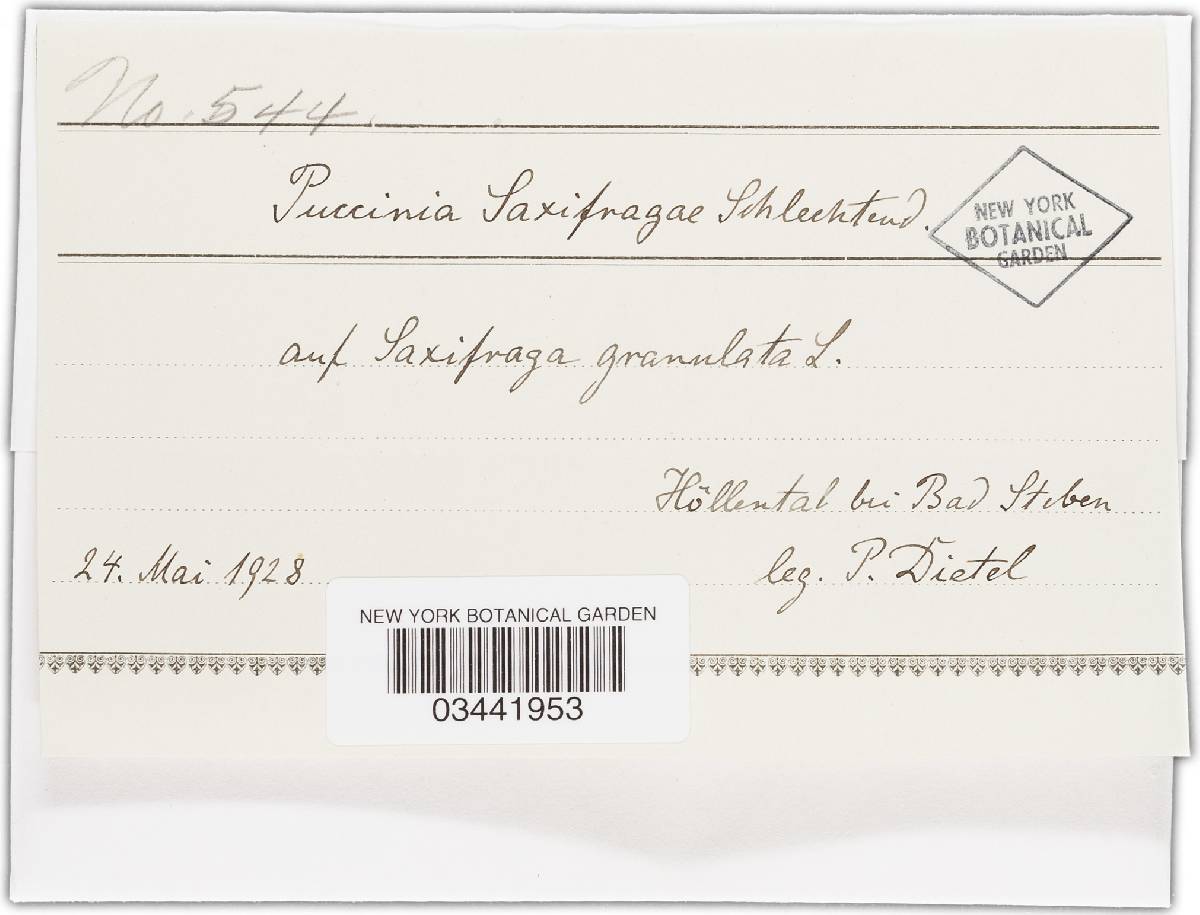 No. 544.
Puccinia Saxifragae Schlechtend.
NEW YORK
BOTANICAL
GARDEN
auf Saxifraga granulata L.
Höllental bei Bad Steben
24. Mai 1928
leg. P. Dietel
NEW YORK BOTANICAL GARDEN
03441953